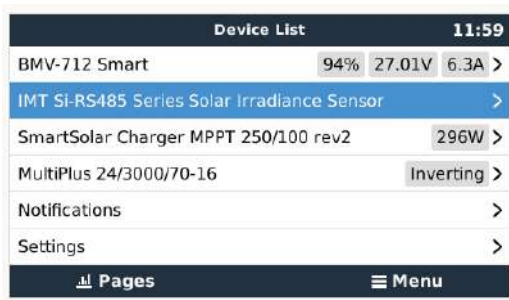 Device List 11:59
BMV-712 Smart 94% 27.01V 6.3A >
IMT Si-RS485 Series Solar Irradiance Sensor >
SmartSolar Charger MPPT 250/100 rev2 296W >
MultiPlus 24/3000/70-16 Inverting >
Notifications >
Settings >
Pages Menu